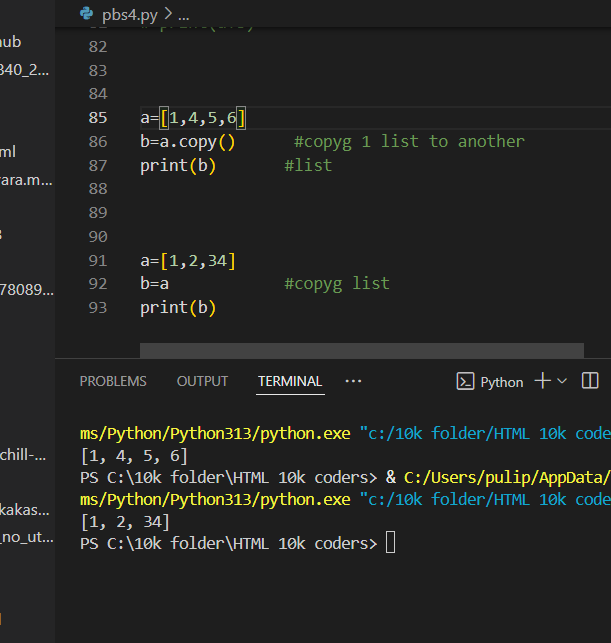 pbs4.py > ...
ub
340_2...
ml
ara.m...
78089...
chill-...
kakas...
_no_ut...
82
83
84
85 a=[1,4,5,6]
86 b=a.copy() #copyg 1 list to another
87 print(b) #list
88
89
90
91 a=[1,2,34]
92 b=a #copyg list
93 print(b)
PROBLEMS OUTPUT TERMINAL ... Python
ms/Python/Python313/python.exe "c:/10k folder/HTML 10k code
[1, 4, 5, 6]
PS C:\10k folder\HTML 10k coders> & C:/Users/pulip/AppData/
ms/Python/Python313/python.exe "c:/10k folder/HTML 10k code
[1, 2, 34]
PS C:\10k folder\HTML 10k coders>